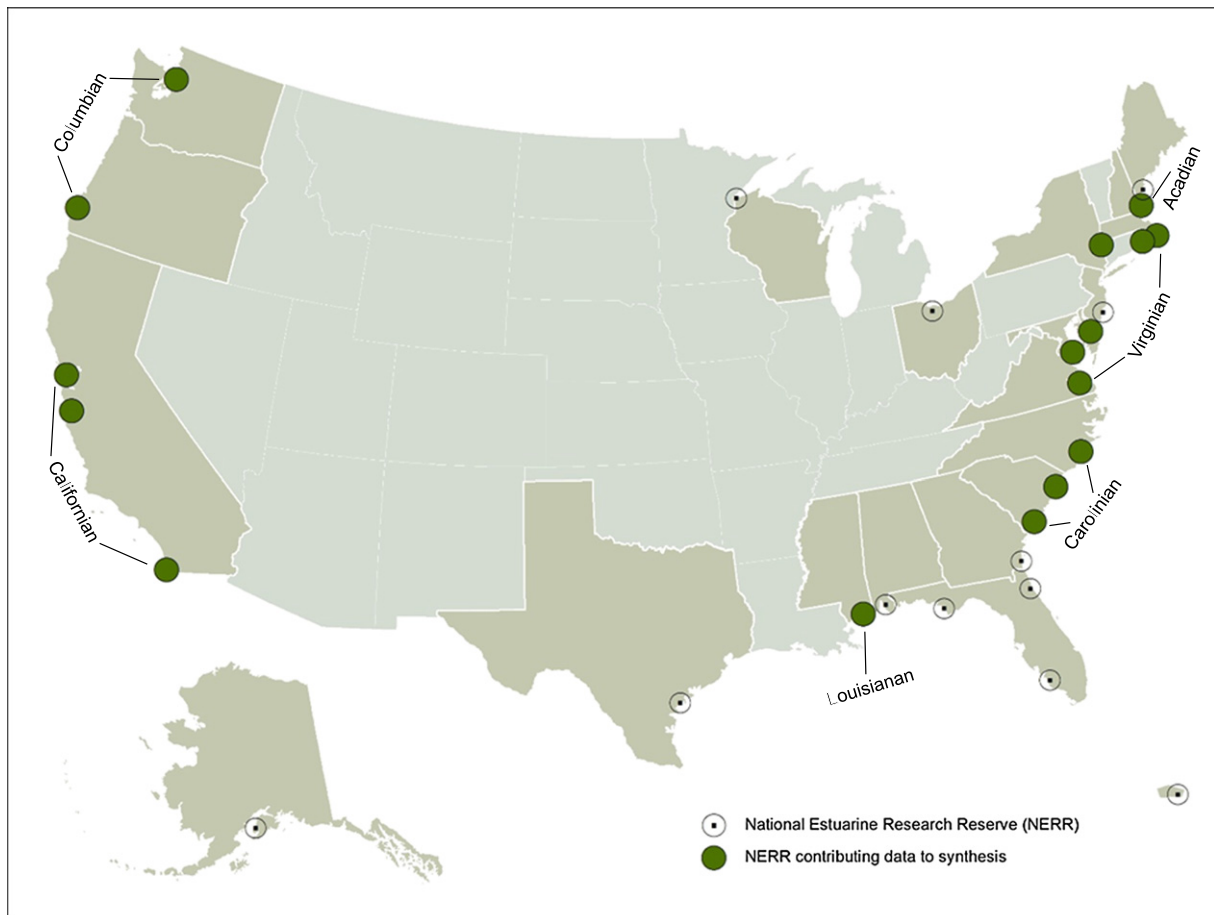 Columbian
Acadian
Virginian
Californian
Carolinian
Louisianan
National Estuarine Research Reserve (NERR)
NERR contributing data to synthesis